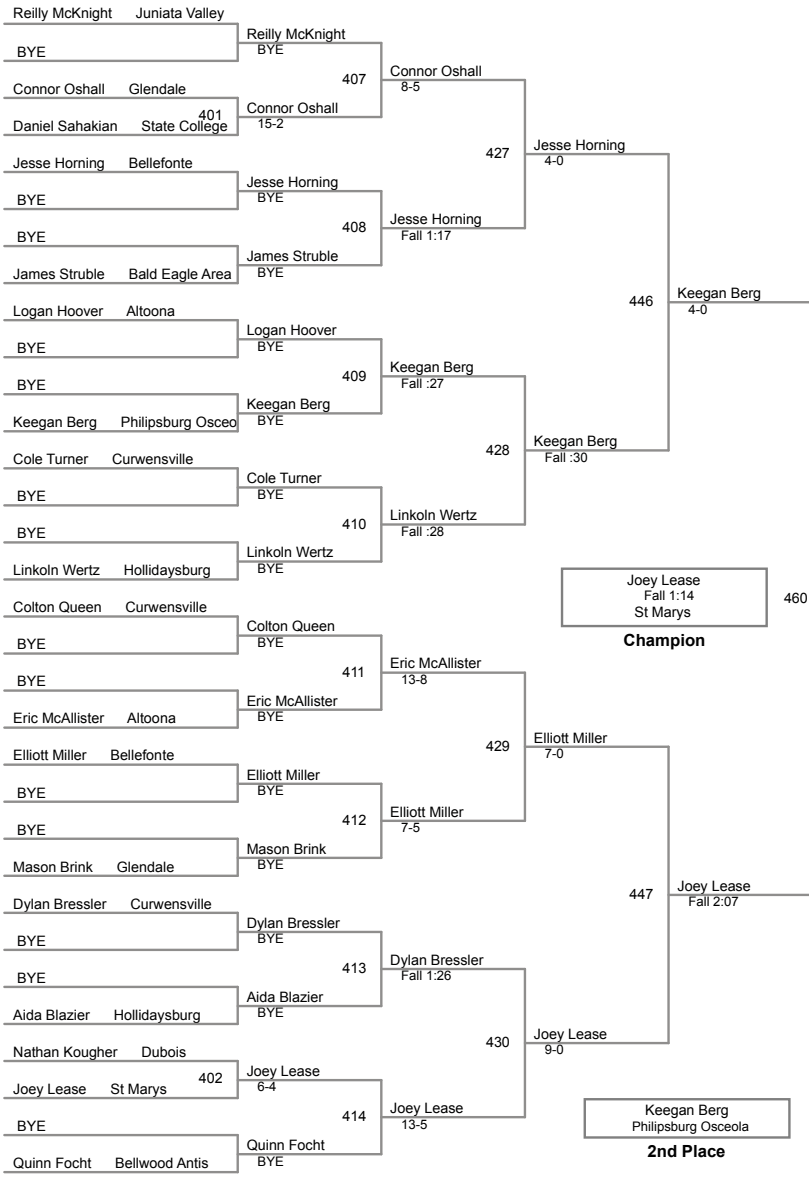 Reilly McKnight Juniata Valley
BYE
Connor Oshall Glendale
401
Daniel Sahakian State College
Jesse Horning Bellefonte
BYE
BYE
James Struble Bald Eagle Area
Logan Hoover Altoona
BYE
BYE
Keegan Berg Philipsburg Osceo
Cole Turner Curwensville
BYE
BYE
Linkoln Wertz Hollidaysburg
Colton Queen Curwensville
BYE
BYE
Eric McAllister Altoona
Elliott Miller Bellefonte
BYE
BYE
Mason Brink Glendale
Dylan Bressler Curwensville
BYE
BYE
Aida Blazier Hollidaysburg
Nathan Kougher Dubois
402
Joey Lease St Marys
BYE
Quinn Focht Bellwood Antis
Reilly McKnight
BYE
407
Connor Oshall
15-2
Jesse Horning
BYE
408
James Struble
BYE
Logan Hoover
BYE
409
Keegan Berg
BYE
Cole Turner
BYE
410
Linkoln Wertz
BYE
Colton Queen
BYE
411
Eric McAllister
BYE
Elliott Miller
BYE
412
Mason Brink
BYE
Dylan Bressler
BYE
413
Aida Blazier
BYE
Joey Lease
6-4
414
Quinn Focht
BYE
Connor Oshall
8-5
427
Jesse Horning
Fall 1:17
Keegan Berg
Fall :27
428
Linkoln Wertz
Fall :28
Eric McAllister
13-8
429
Elliott Miller
7-5
Dylan Bressler
Fall 1:26
430
Joey Lease
13-5
Jesse Horning
4-0
446
Keegan Berg
Fall :30
Elliott Miller
7-0
447
Joey Lease
9-0
Keegan Berg
4-0
Joey Lease
Fall 2:07
Joey Lease
Fall 1:14
St Marys
460
Champion
Keegan Berg
Philipsburg Osceola
2nd Place